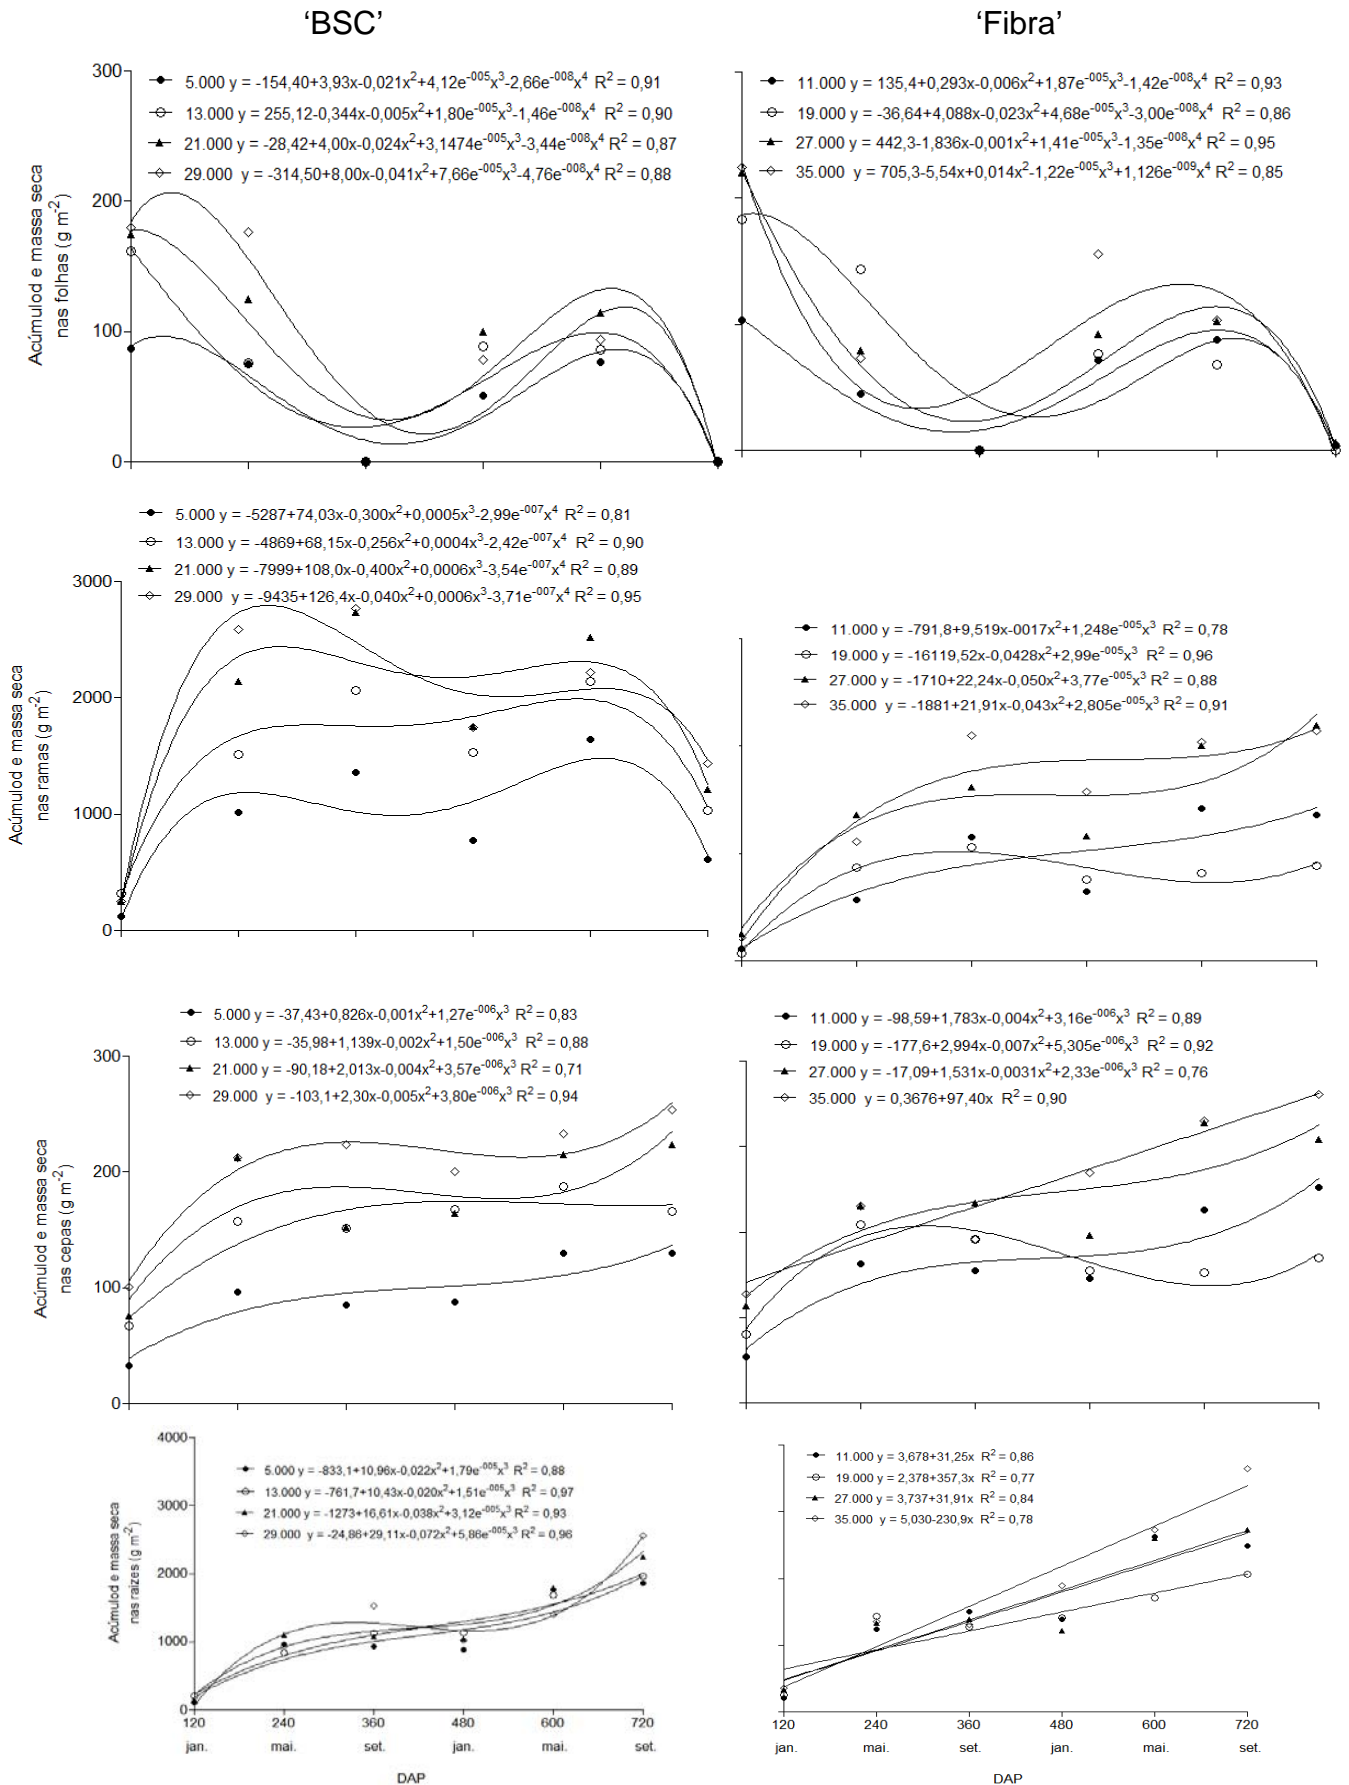 ‘BSC’
‘Fibra’
300
200
100
0
Acúmulod e massa seca
nas folhas (g m-2)
5.000 y = -154,40+3,93x-0,021x²+4,12e⁻⁰⁰⁵x³-2,66e⁻⁰⁰⁸x⁴ R² = 0,91
13.000 y = 255,12-0,344x-0,005x²+1,80e⁻⁰⁰⁵x³-1,46e⁻⁰⁰⁸x⁴ R² = 0,90
21.000 y = -28,42+4,00x-0,024x²+3,1474e⁻⁰⁰⁵x³-3,44e⁻⁰⁰⁸x⁴ R² = 0,87
29.000 y = -314,50+8,00x-0,041x²+7,66e⁻⁰⁰⁵x³-4,76e⁻⁰⁰⁸x⁴ R² = 0,88
11.000 y = 135,4+0,293x-0,006x²+1,87e⁻⁰⁰⁵x³-1,42e⁻⁰⁰⁸x⁴ R² = 0,93
19.000 y = -36,64+4,088x-0,023x²+4,68e⁻⁰⁰⁵x³-3,00e⁻⁰⁰⁸x⁴ R² = 0,86
27.000 y = 442,3-1,836x-0,001x²+1,41e⁻⁰⁰⁵x³-1,35e⁻⁰⁰⁸x⁴ R² = 0,95
35.000 y = 705,3-5,54x+0,014x²-1,22e⁻⁰⁰⁵x³+1,126e⁻⁰⁰⁹x⁴ R² = 0,85
3000
2000
1000
0
Acúmulod e massa seca
nas ramas (g m-2)
5.000 y = -5287+74,03x-0,300x²+0,0005x³-2,99e⁻⁰⁰⁷x⁴ R² = 0,81
13.000 y = -4869+68,15x-0,256x²+0,0004x³-2,42e⁻⁰⁰⁷x⁴ R² = 0,90
21.000 y = -7999+108,0x-0,400x²+0,0006x³-3,54e⁻⁰⁰⁷x⁴ R² = 0,89
29.000 y = -9435+126,4x-0,040x²+0,0006x³-3,71e⁻⁰⁰⁷x⁴ R² = 0,95
11.000 y = -791,8+9,519x-0017x²+1,248e⁻⁰⁰⁵x³ R² = 0,78
19.000 y = -16119,52x-0,0428x²+2,99e⁻⁰⁰⁵x³ R² = 0,96
27.000 y = -1710+22,24x-0,050x²+3,77e⁻⁰⁰⁵x³ R² = 0,88
35.000 y = -1881+21,91x-0,043x²+2,805e⁻⁰⁰⁵x³ R² = 0,91
300
200
100
0
Acúmulod e massa seca
nas cepas (g m-2)
5.000 y = -37,43+0,826x-0,001x²+1,27e⁻⁰⁰⁶x³ R² = 0,83
13.000 y = -35,98+1,139x-0,002x²+1,50e⁻⁰⁰⁶x³ R² = 0,88
21.000 y = -90,18+2,013x-0,004x²+3,57e⁻⁰⁰⁶x³ R² = 0,71
29.000 y = -103,1+2,30x-0,005x²+3,80e⁻⁰⁰⁶x³ R² = 0,94
11.000 y = -98,59+1,783x-0,004x²+3,16e⁻⁰⁰⁶x³ R² = 0,89
19.000 y = -177,6+2,994x-0,007x²+5,305e⁻⁰⁰⁶x³ R² = 0,92
27.000 y = -17,09+1,531x-0,0031x²+2,33e⁻⁰⁰⁶x³ R² = 0,76
35.000 y = 0,3676+97,40x R² = 0,90
4000
3000
2000
1000
0
Acúmulod e massa seca
nas raízes (g m-2)
5.000 y = -833,1+10,96x-0,022x²+1,79e⁻⁰⁰⁵x³ R² = 0,88
13.000 y = -761,7+10,43x-0,020x²+1,51e⁻⁰⁰⁵x³ R² = 0,97
21.000 y = -1273+16,61x-0,038x²+3,12e⁻⁰⁰⁵x³ R² = 0,93
29.000 y = -24,86+29,11x-0,072x²+5,86e⁻⁰⁰⁵x³ R² = 0,96
120 240 360 480 600 720
jan. mai. set. jan. mai. set.
DAP
11.000 y = 3,678+31,25x R² = 0,86
19.000 y = 2,378+357,3x R² = 0,77
27.000 y = 3,737+31,91x R² = 0,84
35.000 y = 5,030-230,9x R² = 0,78
120 240 360 480 600 720
jan. mai. set. jan. mai. set.
DAP